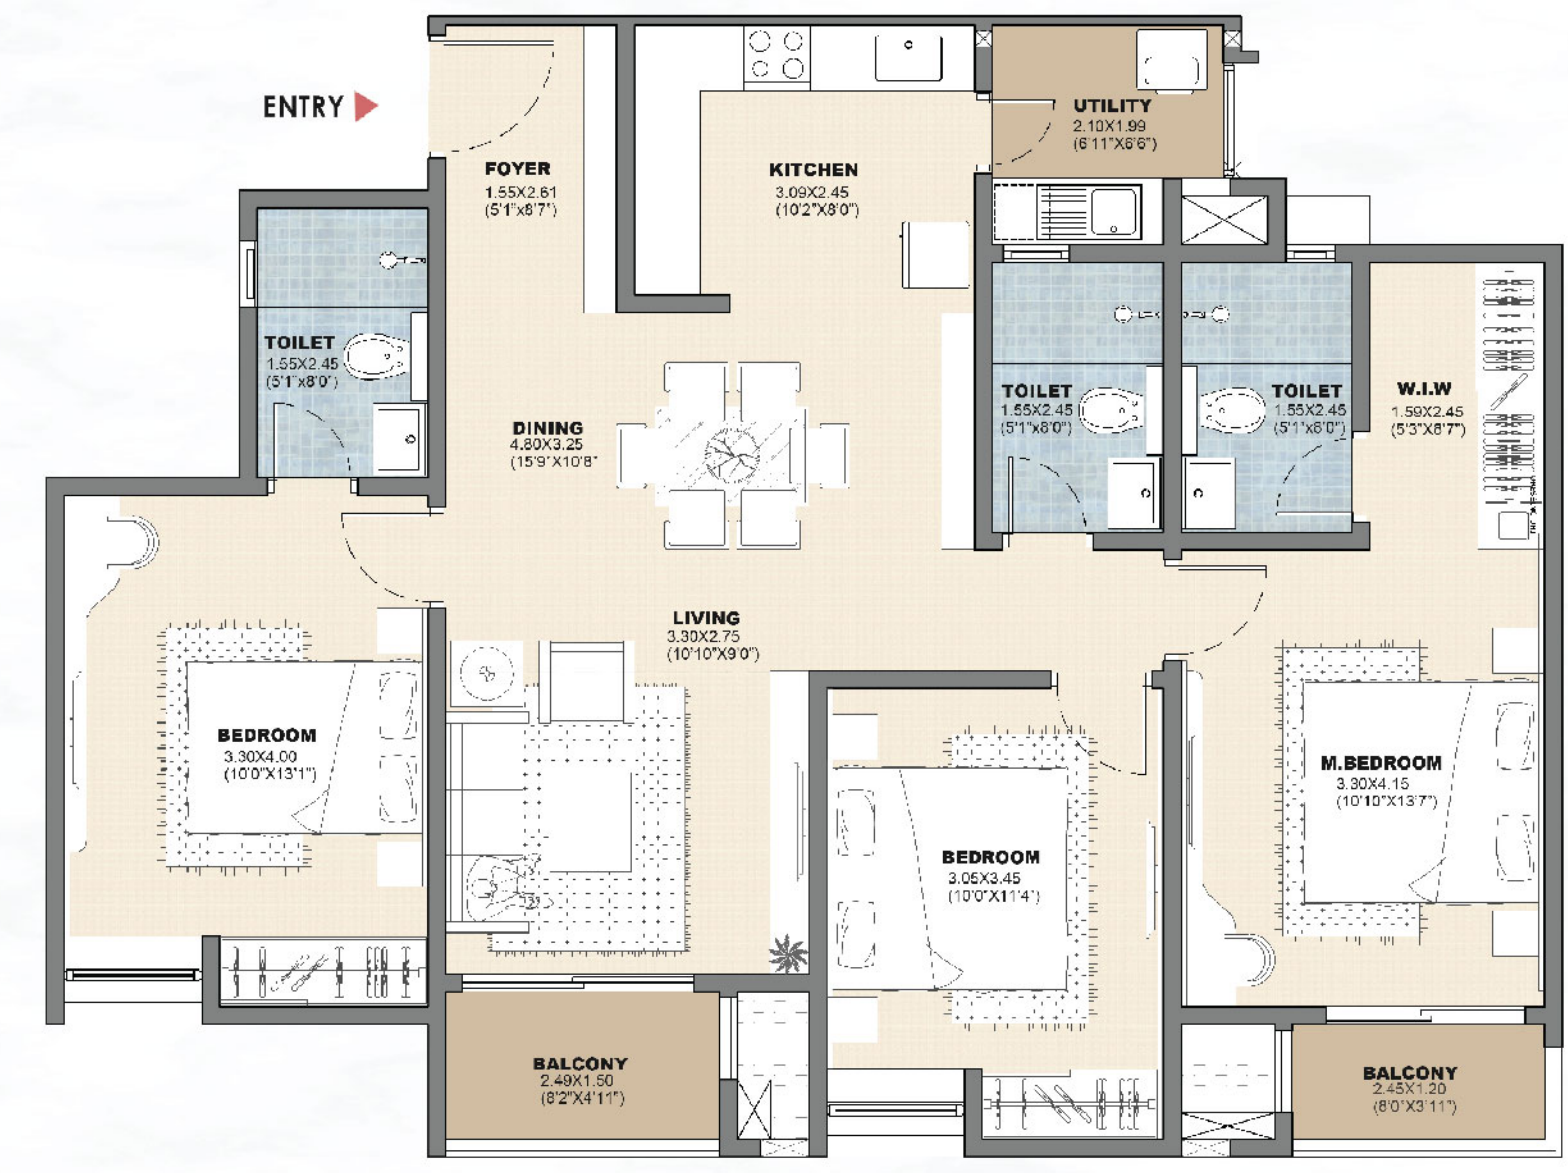 ENTRY
FOYER
1.55X2.61
(5'1"x8'7")
KITCHEN
3.09X2.45
(10'2"X8'0")
UTILITY
2.10X1.99
(6'11"X6'6")
TOILET
1.55X2.45
(5'1"x8'0")
DINING
4.80X3.25
(15'9"X10'8"
TOILET
1.55X2.45
(5'1"x8'0")
TOILET
1.55X2.45
(5'1"x8'0")
W.I.W
1.59X2.45
(5'3"X8'7")
LIVING
3.30X2.75
(10'10"X9'0")
BEDROOM
3.30X4.00
(10'0"X13'1")
BEDROOM
3.05X3.45
(10'0"X11'4")
M.BEDROOM
3.30X4.15
(10'10"X13'7")
BALCONY
2.49X1.50
(8'2"X4'11")
BALCONY
2.45X1.20
(8'0"X3'11")